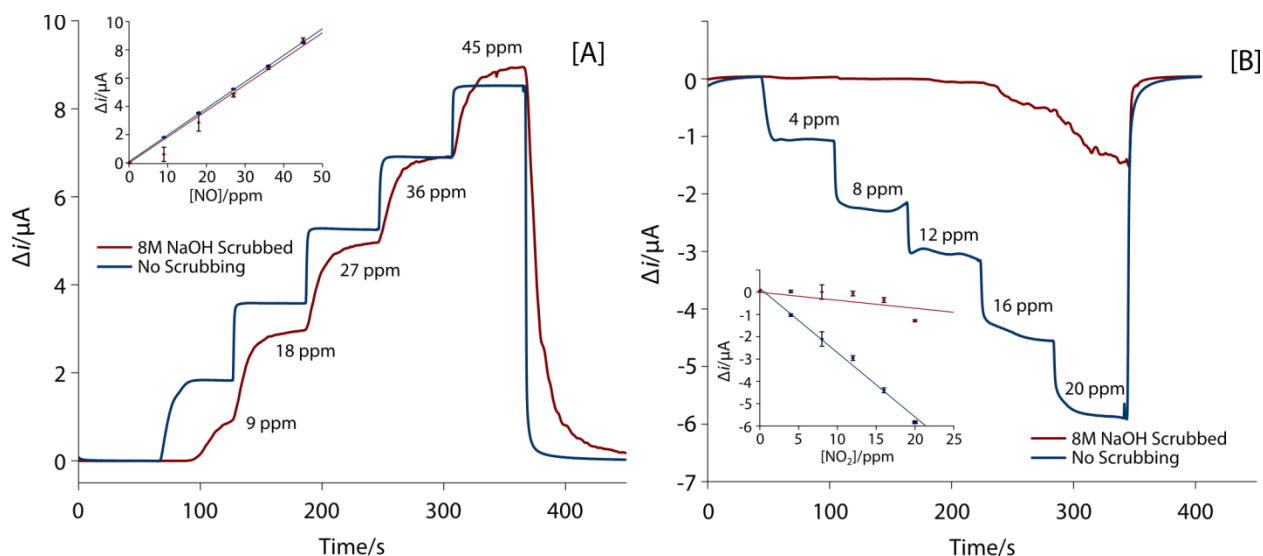 [A]
10
8
6
4
2
0
Δi/μA
0
100
200
300
400
Time/s
10
8
6
4
2
0
Δi/μA
0
10
20
30
40
50
[NO]/ppm
8M NaOH Scrubbed
No Scrubbing
9 ppm
18 ppm
27 ppm
36 ppm
45 ppm
[B]
0
-1
-2
-3
-4
-5
-6
-7
Δi/μA
0
100
200
300
400
Time/s
4 ppm
8 ppm
12 ppm
16 ppm
20 ppm
0
-1
-2
-3
-4
-5
-6
Δi/μA
0
5
10
15
20
25
[NO₂]/ppm
8M NaOH Scrubbed
No Scrubbing